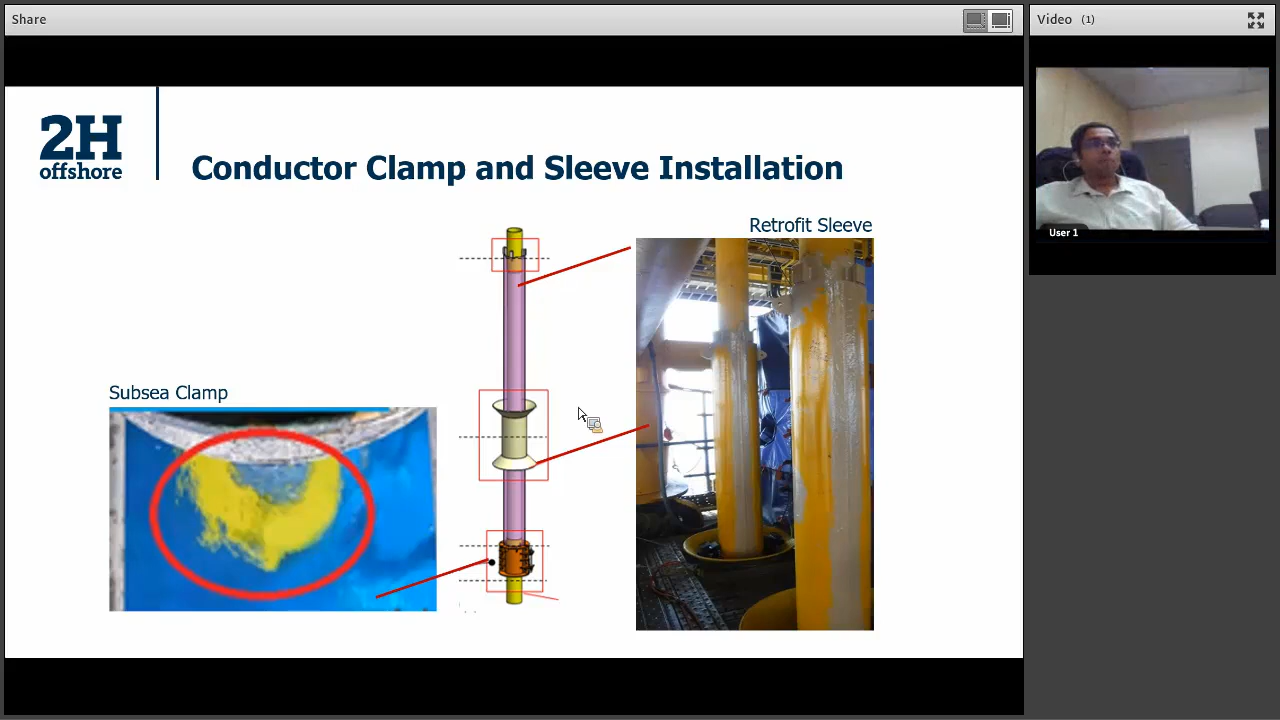 Share
Video (1)
2H
offshore
Conductor Clamp and Sleeve Installation
Retrofit Sleeve
Subsea Clamp
User 1